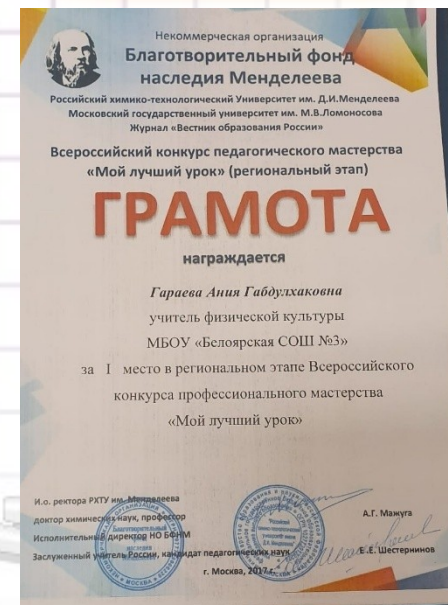 Некоммерческая организация
Благотворительный фонд
наследия Менделеева
Российский химико-технологический Университет им. Д.И.Менделеева
Московский государственный университет им. М.В.Ломоносова
Журнал «Вестник образования России»
Всероссийский конкурс педагогического мастерства
«Мой лучший урок» (региональный этап)
ГРАМОТА
награждается
Гараева Ания Габдулхаковна
учитель физической культуры
МБОУ «Белоярская СОШ №3»
за I место в региональном этапе Всероссийского
конкурса профессионального мастерства
«Мой лучший урок»
И.о. ректора РХТУ им. Менделеева
доктор химических наук, профессор А.Г. Мажуга
Исполнительный директор НО БФНМ
Заслуженный учитель России, кандидат педагогических наук Е.Е. Шестернинов
г. Москва, 2017 г.